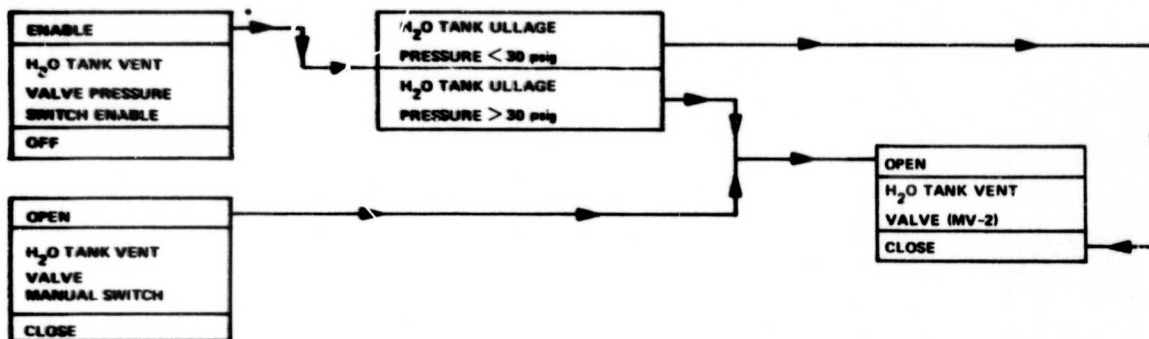 ENABLE
H₂O TANK VENT
VALVE PRESSURE
SWITCH ENABLE
OFF
H₂O TANK ULLAGE
PRESSURE < 30 psig
H₂O TANK ULLAGE
PRESSURE > 30 psig
OPEN
H₂O TANK VENT
VALVE (MV-2)
CLOSE
OPEN
H₂O TANK VENT
VALVE
MANUAL SWITCH
CLOSE